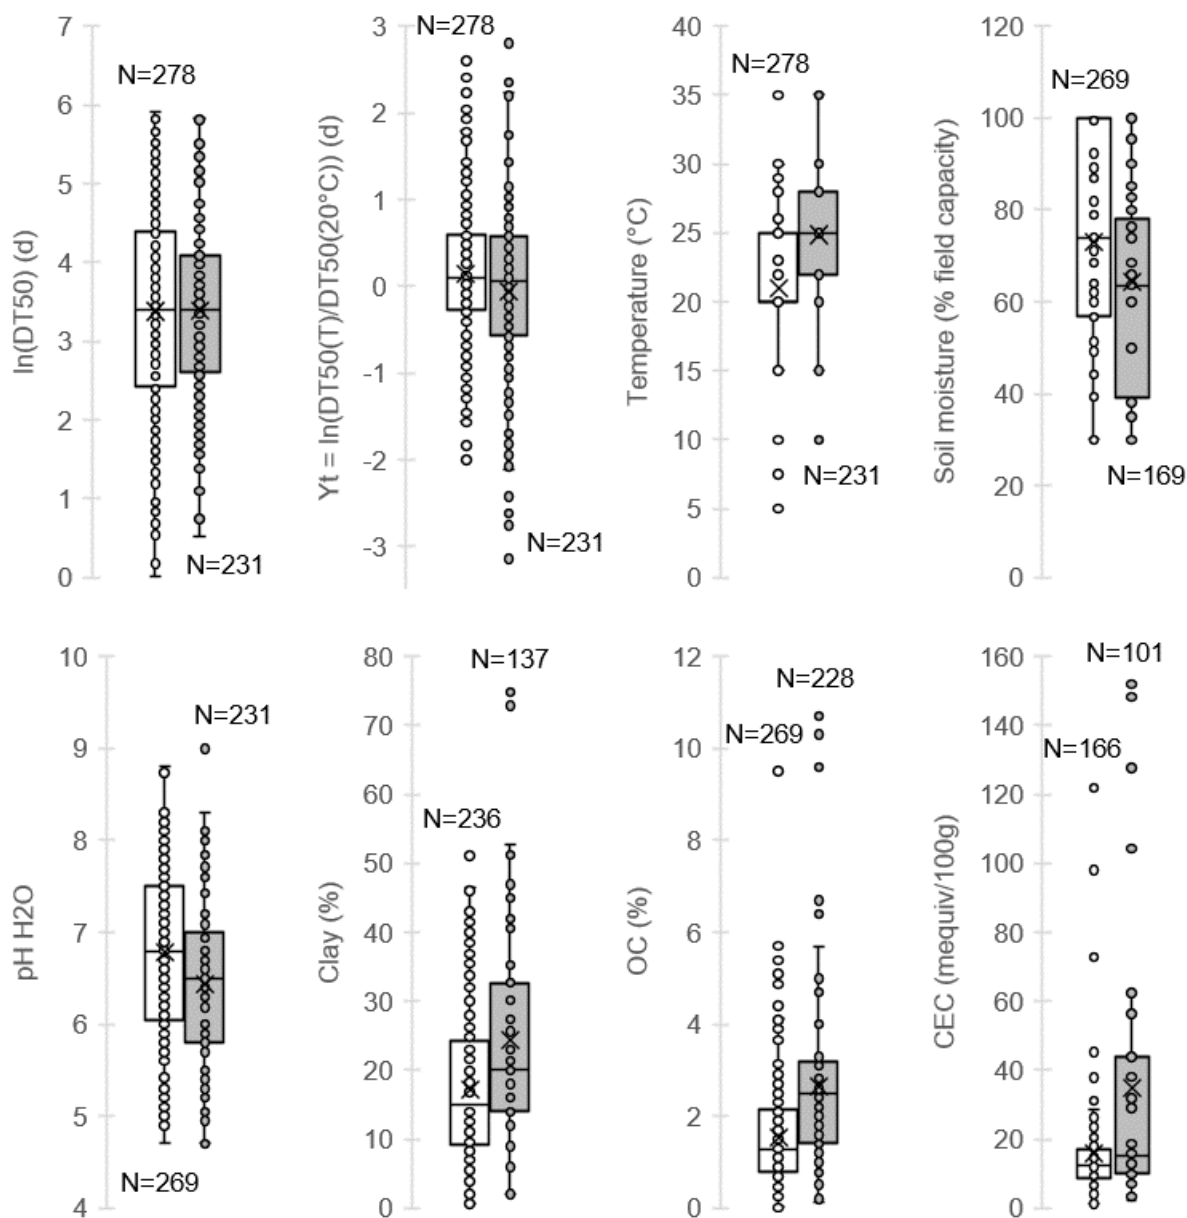 ln(DT50) (d)
7
6
5
4
3
2
1
0
N=278
N=231
Yt = ln(DT50(T)/DT50(20°C)) (d)
3
2
1
0
-1
-2
-3
N=278
N=231
Temperature (°C)
40
35
30
25
20
15
10
5
0
N=278
N=231
Soil moisture (% field capacity)
120
100
80
60
40
20
0
N=269
N=169
pH H2O
10
9
8
7
6
5
4
N=231
N=269
Clay (%)
80
70
60
50
40
30
20
10
0
N=137
N=236
OC (%)
12
10
8
6
4
2
0
N=228
N=269
CEC (mequiv/100g)
160
140
120
100
80
60
40
20
0
N=101
N=166